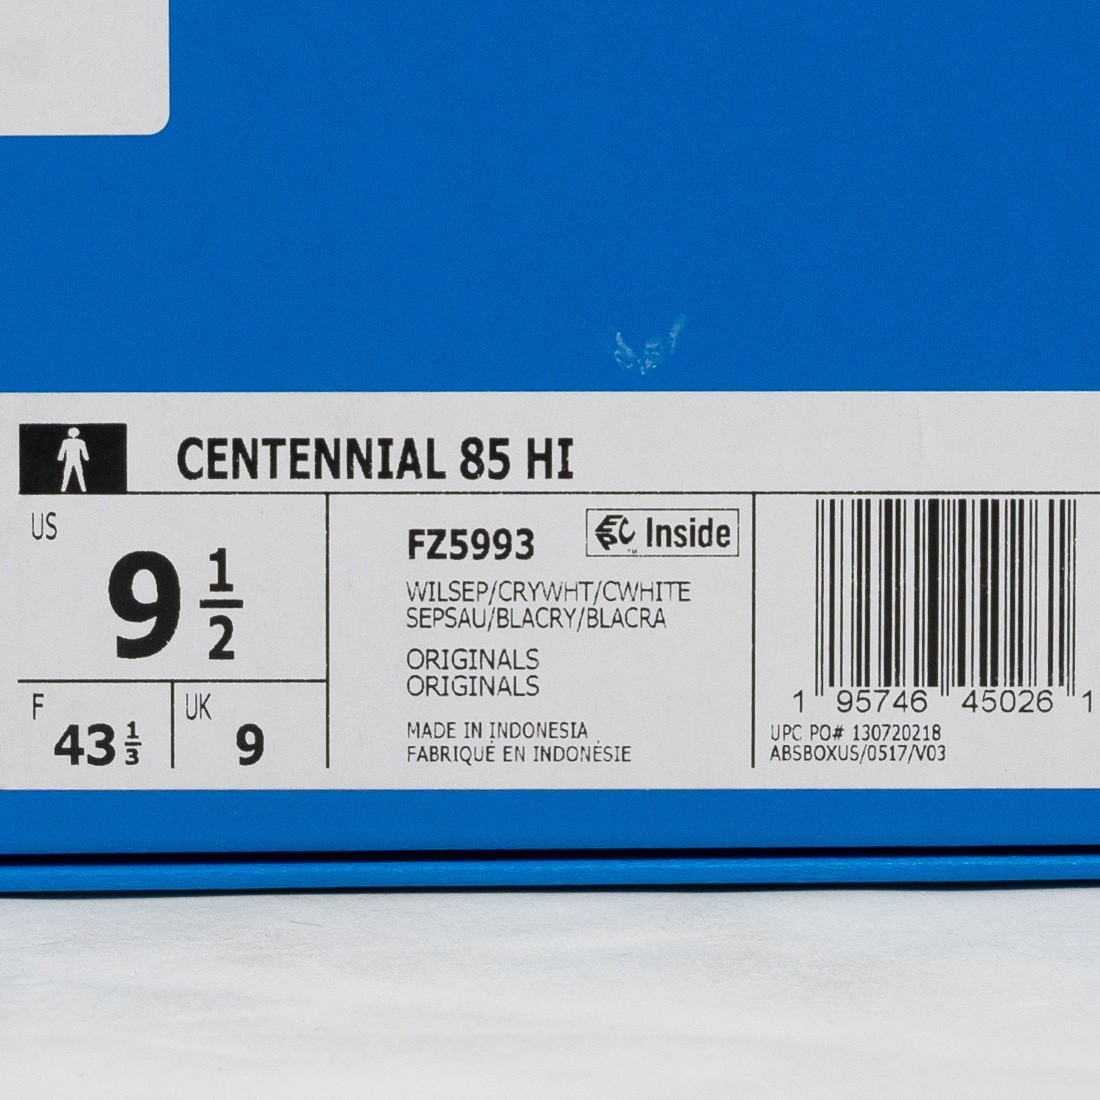 CENTENNIAL 85 HI
US
9 1/2
F
43 1/3
UK
9
FZ5993
Inside
WILSEP/CRYWHT/CWHITE
SEPSAU/BLACRY/BLACRA
ORIGINALS
ORIGINALS
MADE IN INDONESIA
FABRIQUÉ EN INDONÉSIE
1 95746 45026 1
UPC PO# 130720218
ABSBOXUS/0517/V03